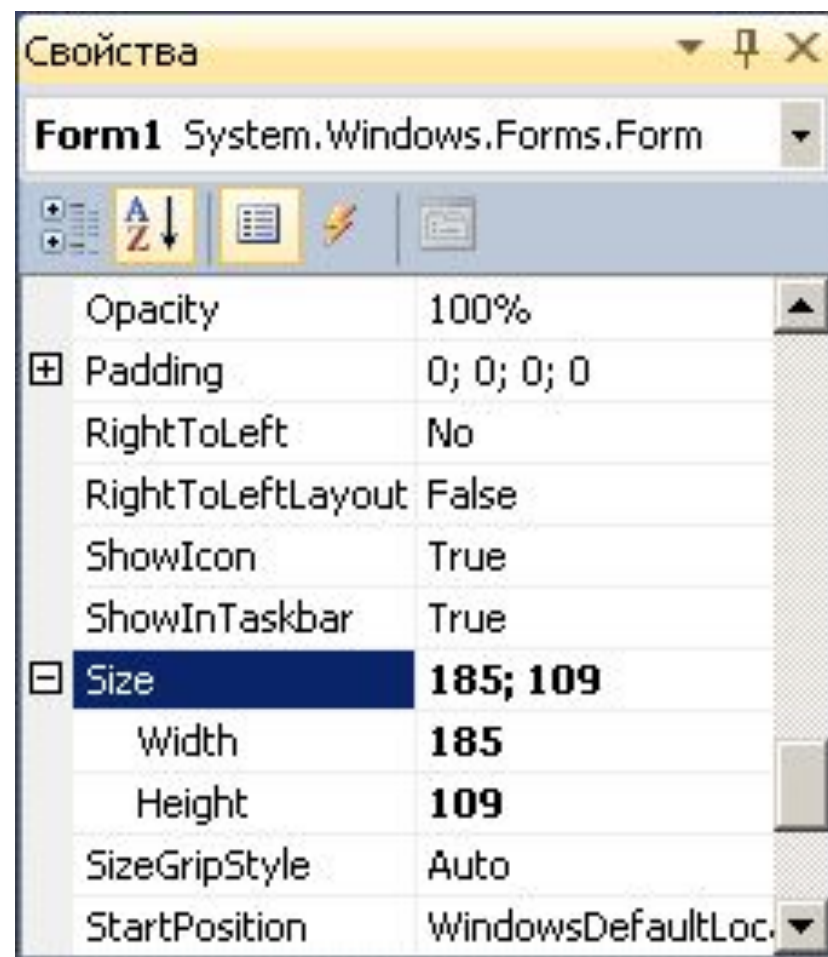 Свойства
Form1 System.Windows.Forms.Form
A
Z
Opacity 100%
Padding 0; 0; 0; 0
RightToLeft No
RightToLeftLayout False
ShowIcon True
ShowInTaskbar True
Size 185; 109
Width 185
Height 109
SizeGripStyle Auto
StartPosition WindowsDefaultLoc